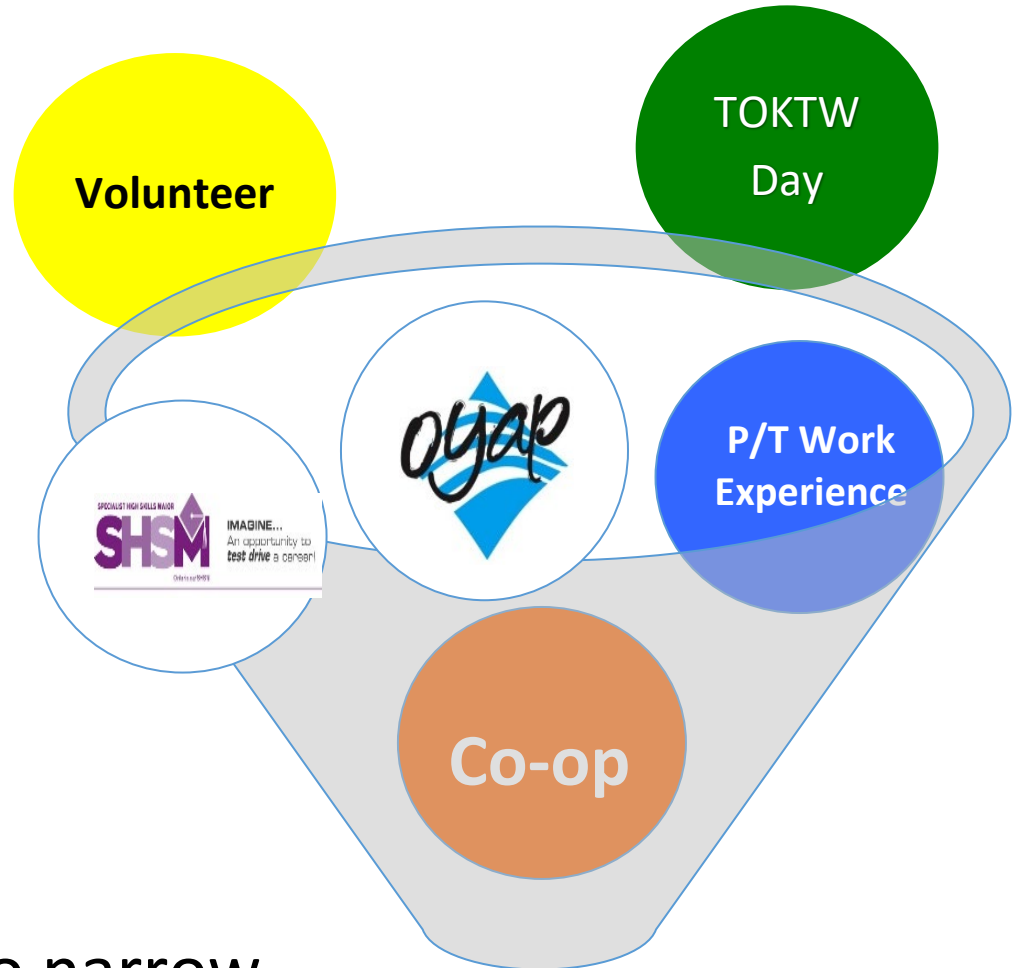 TOKTW
Day
Volunteer
oyap
P/T Work
Experience
SPECIALIST HIGH SKILLS MAJOR
SHSM
IMAGINE...
An opportunity to
test drive a career!
Co-op
narrow